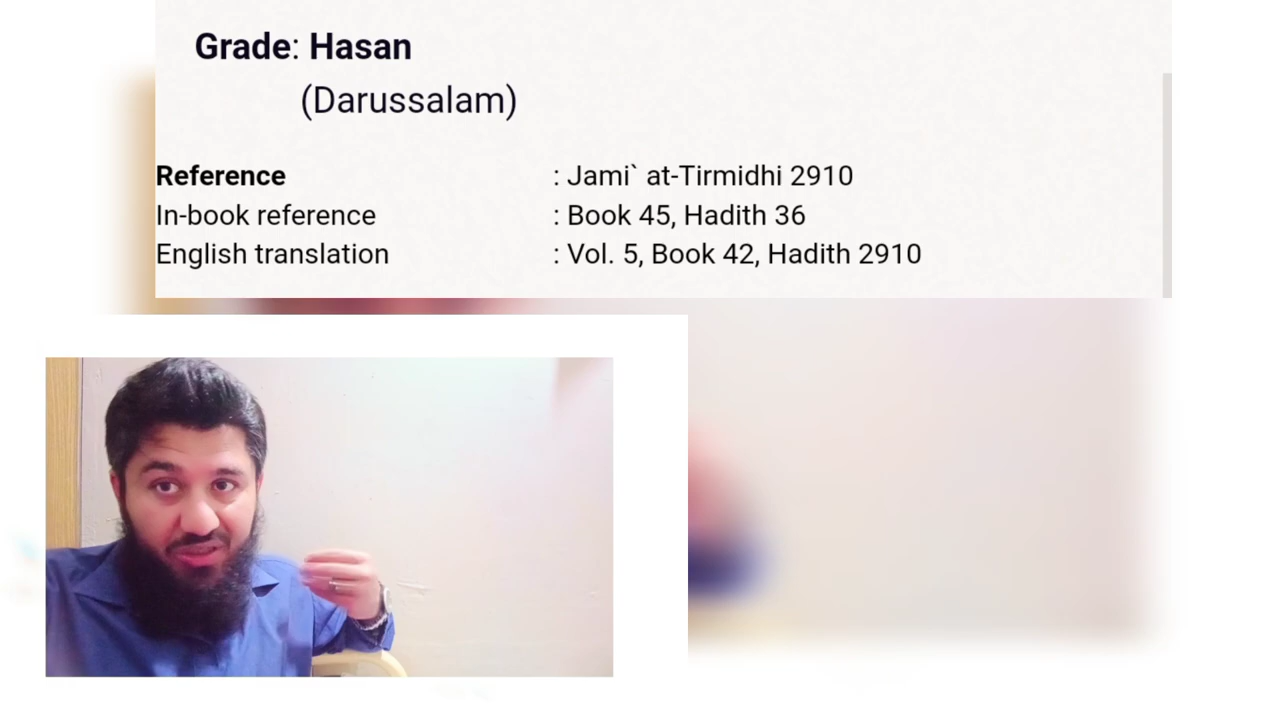 Grade: Hasan
(Darussalam)
Reference : Jami` at-Tirmidhi 2910
In-book reference : Book 45, Hadith 36
English translation : Vol. 5, Book 42, Hadith 2910